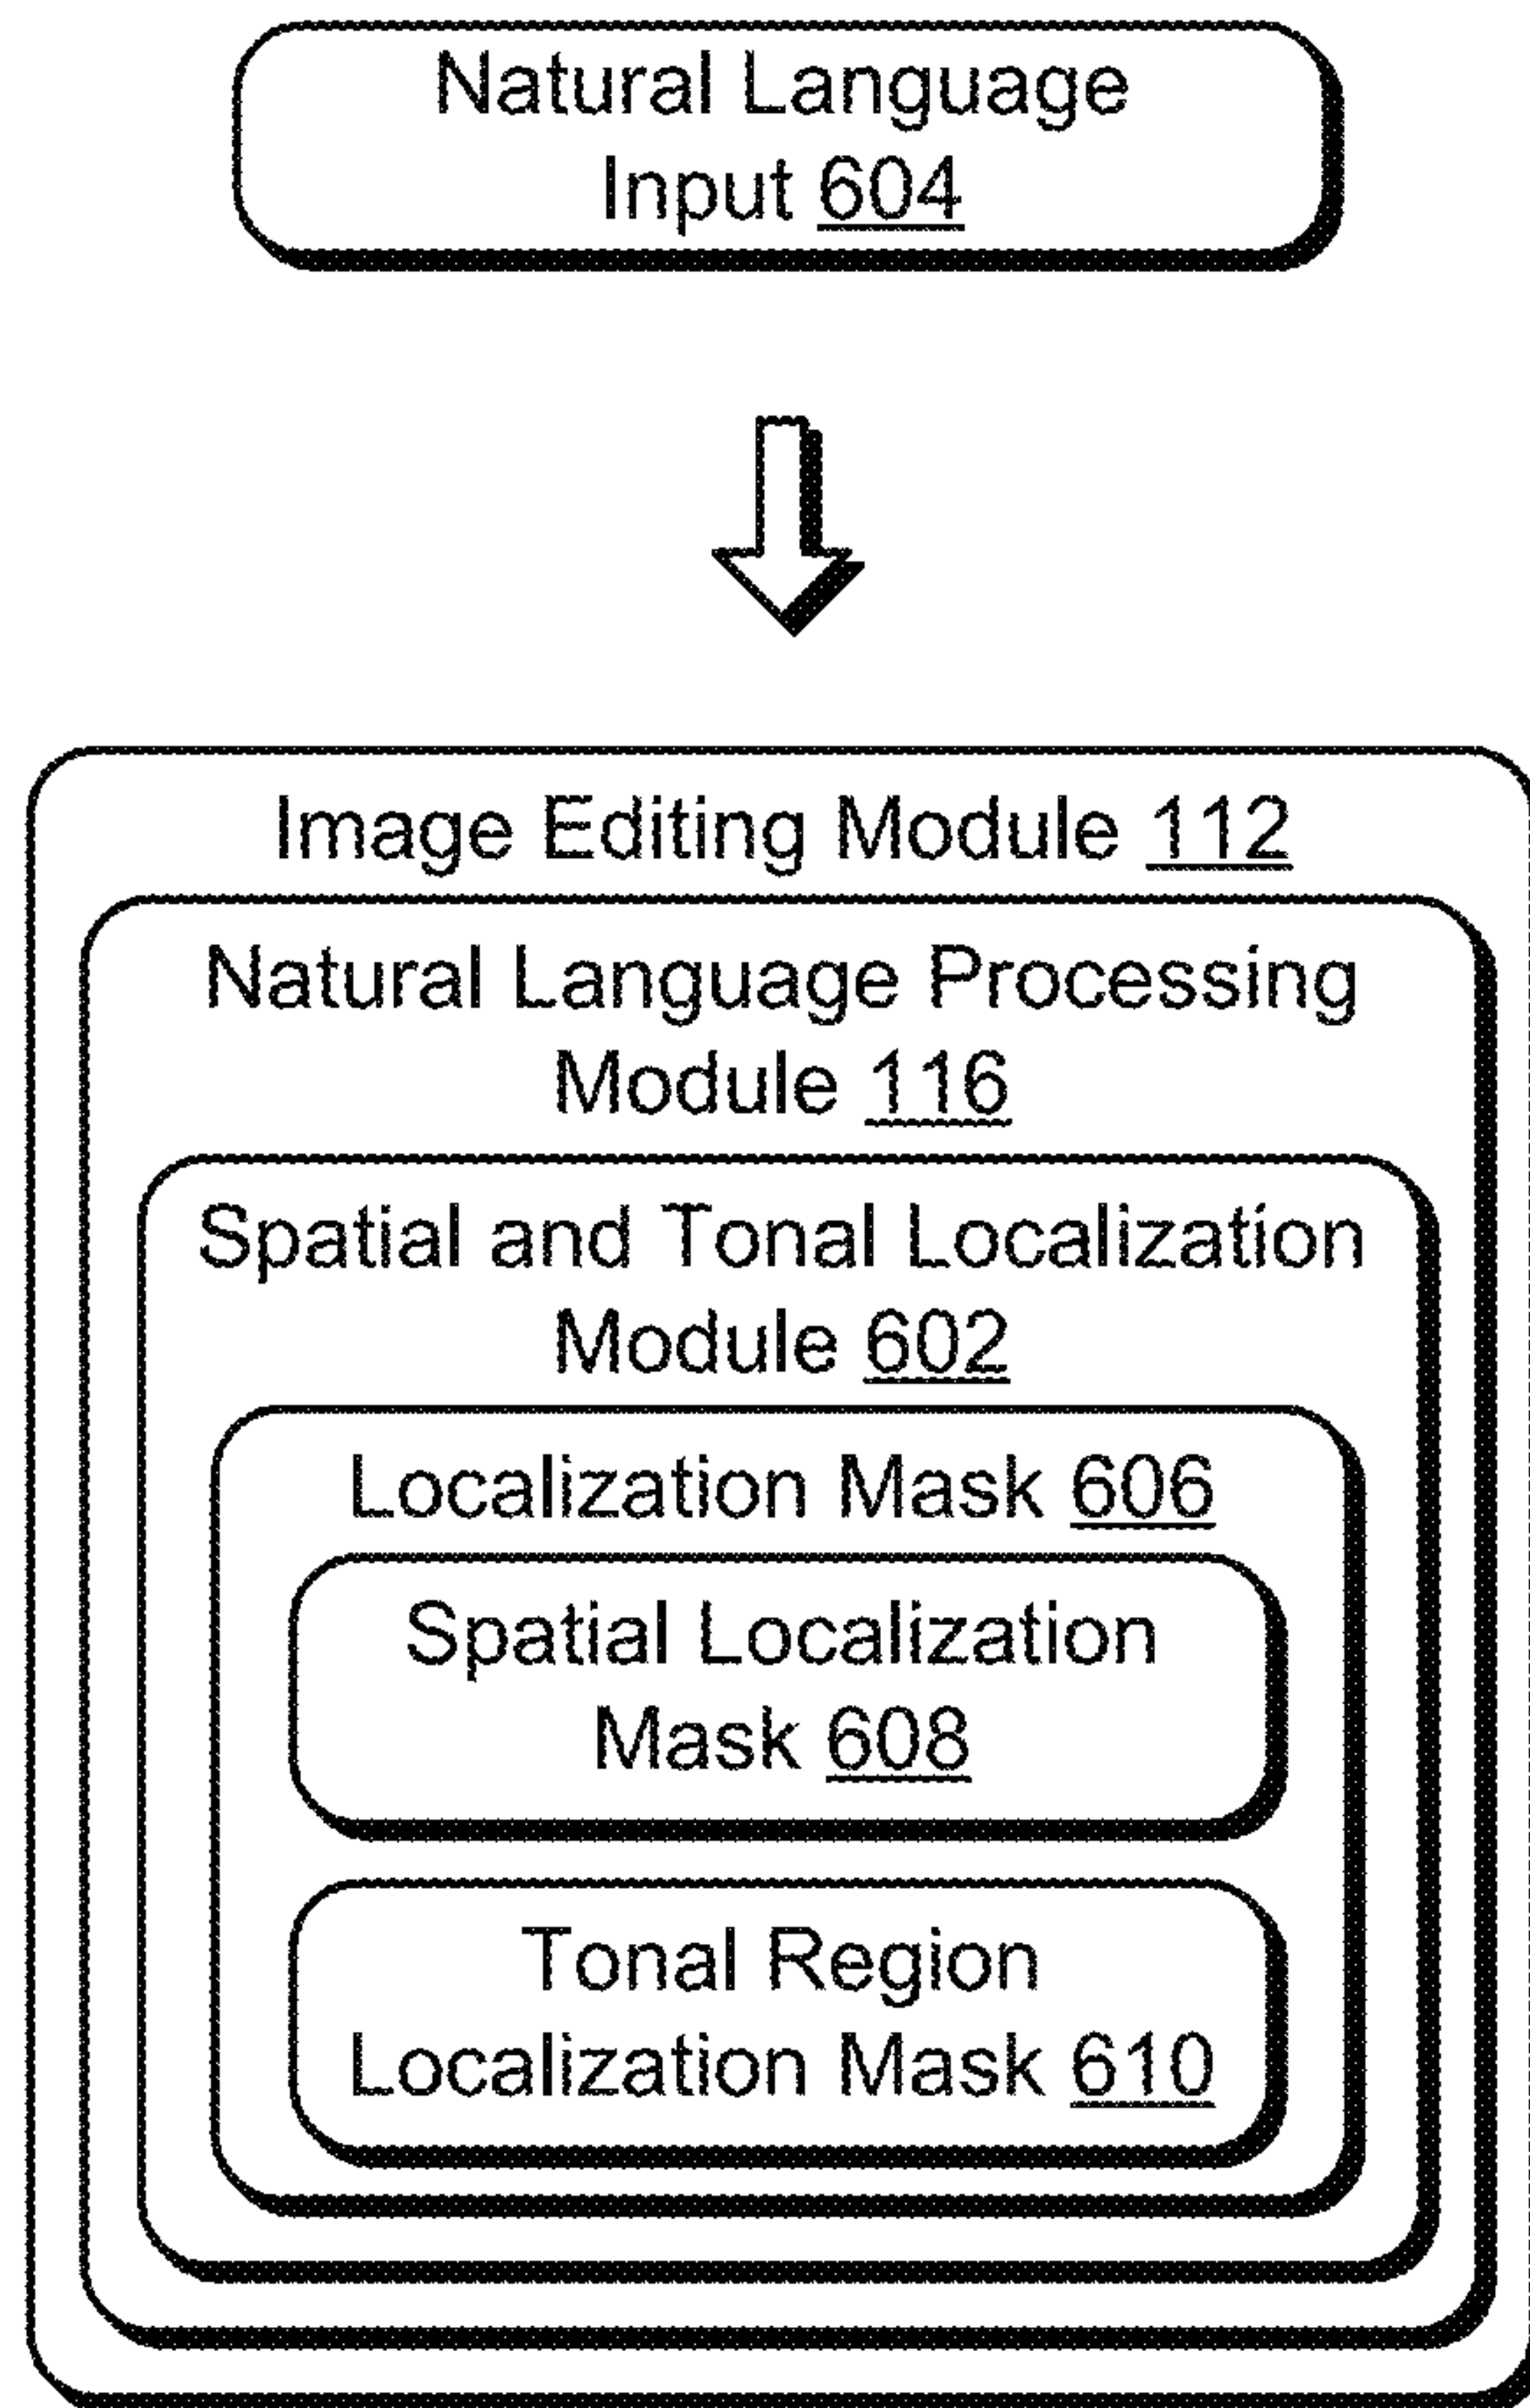 Natural Language
Input 604
Image Editing Module 112
Natural Language Processing
Module 116
Spatial and Tonal Localization
Module 602
Localization Mask 606
Spatial Localization
Mask 608
Tonal Region
Localization Mask 610